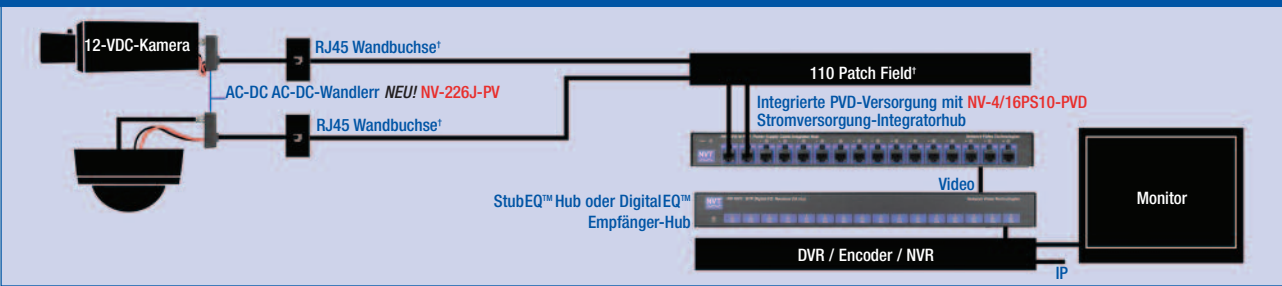 12-VDC-Kamera
RJ45 Wandbuchse†
AC-DC AC-DC-Wandlerr NEU! NV-226J-PV
RJ45 Wandbuchse†
110 Patch Field†
Integrierte PVD-Versorgung mit NV-4/16PS10-PVD
Stromversorgung-Integratorhub
NVT
Video
StubEQ™ Hub oder DigitalEQ™
Empfänger-Hub
NVT
Monitor
DVR / Encoder / NVR
IP